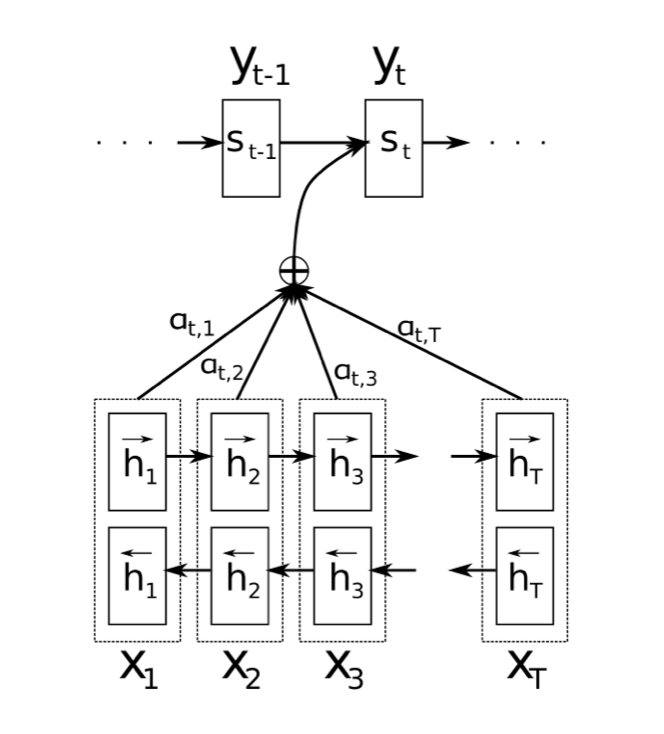 y_{t-1} y_t
. . . s_{t-1} s_t . . .
a_{t,1} a_{t,T}
a_{t,2} a_{t,3}
\overrightarrow{h}_1 \overrightarrow{h}_2 \overrightarrow{h}_3 \overrightarrow{h}_T
\overleftarrow{h}_1 \overleftarrow{h}_2 \overleftarrow{h}_3 \overleftarrow{h}_T
x_1 x_2 x_3 x_T